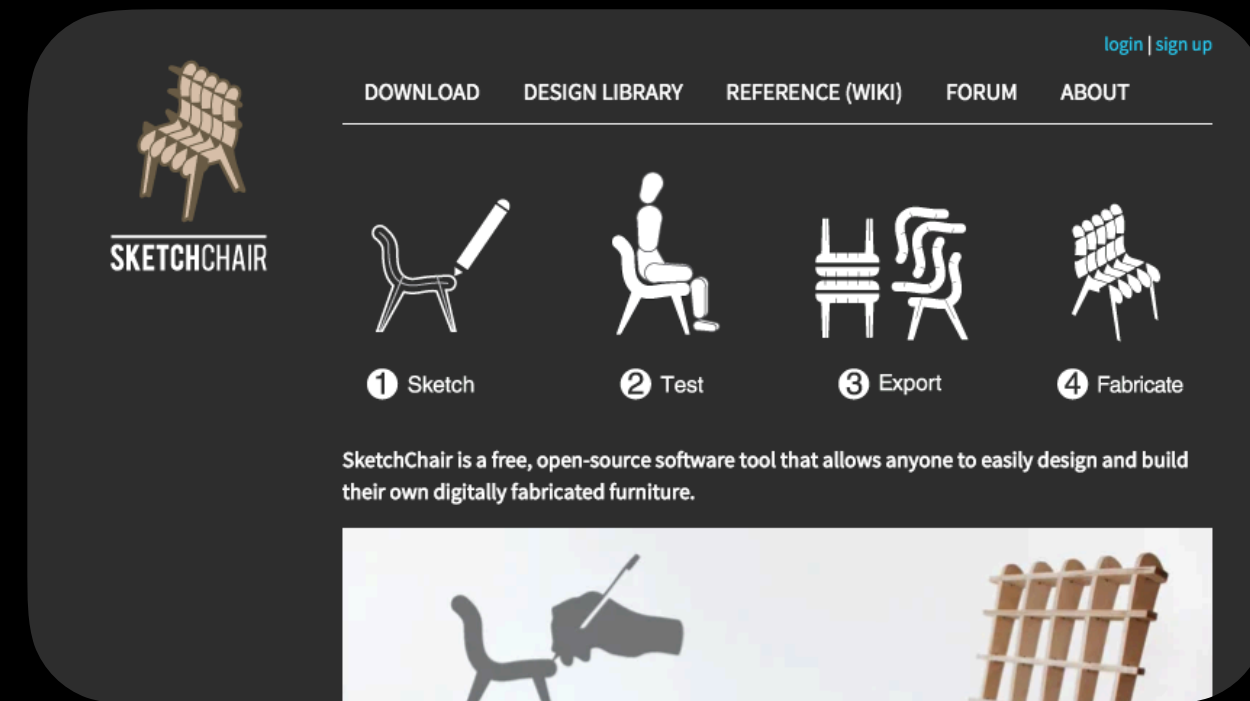 login | sign up
DOWNLOAD DESIGN LIBRARY REFERENCE (WIKI) FORUM ABOUT
SKETCHCHAIR
1 Sketch 2 Test 3 Export 4 Fabricate
SketchChair is a free, open-source software tool that allows anyone to easily design and build
their own digitally fabricated furniture.